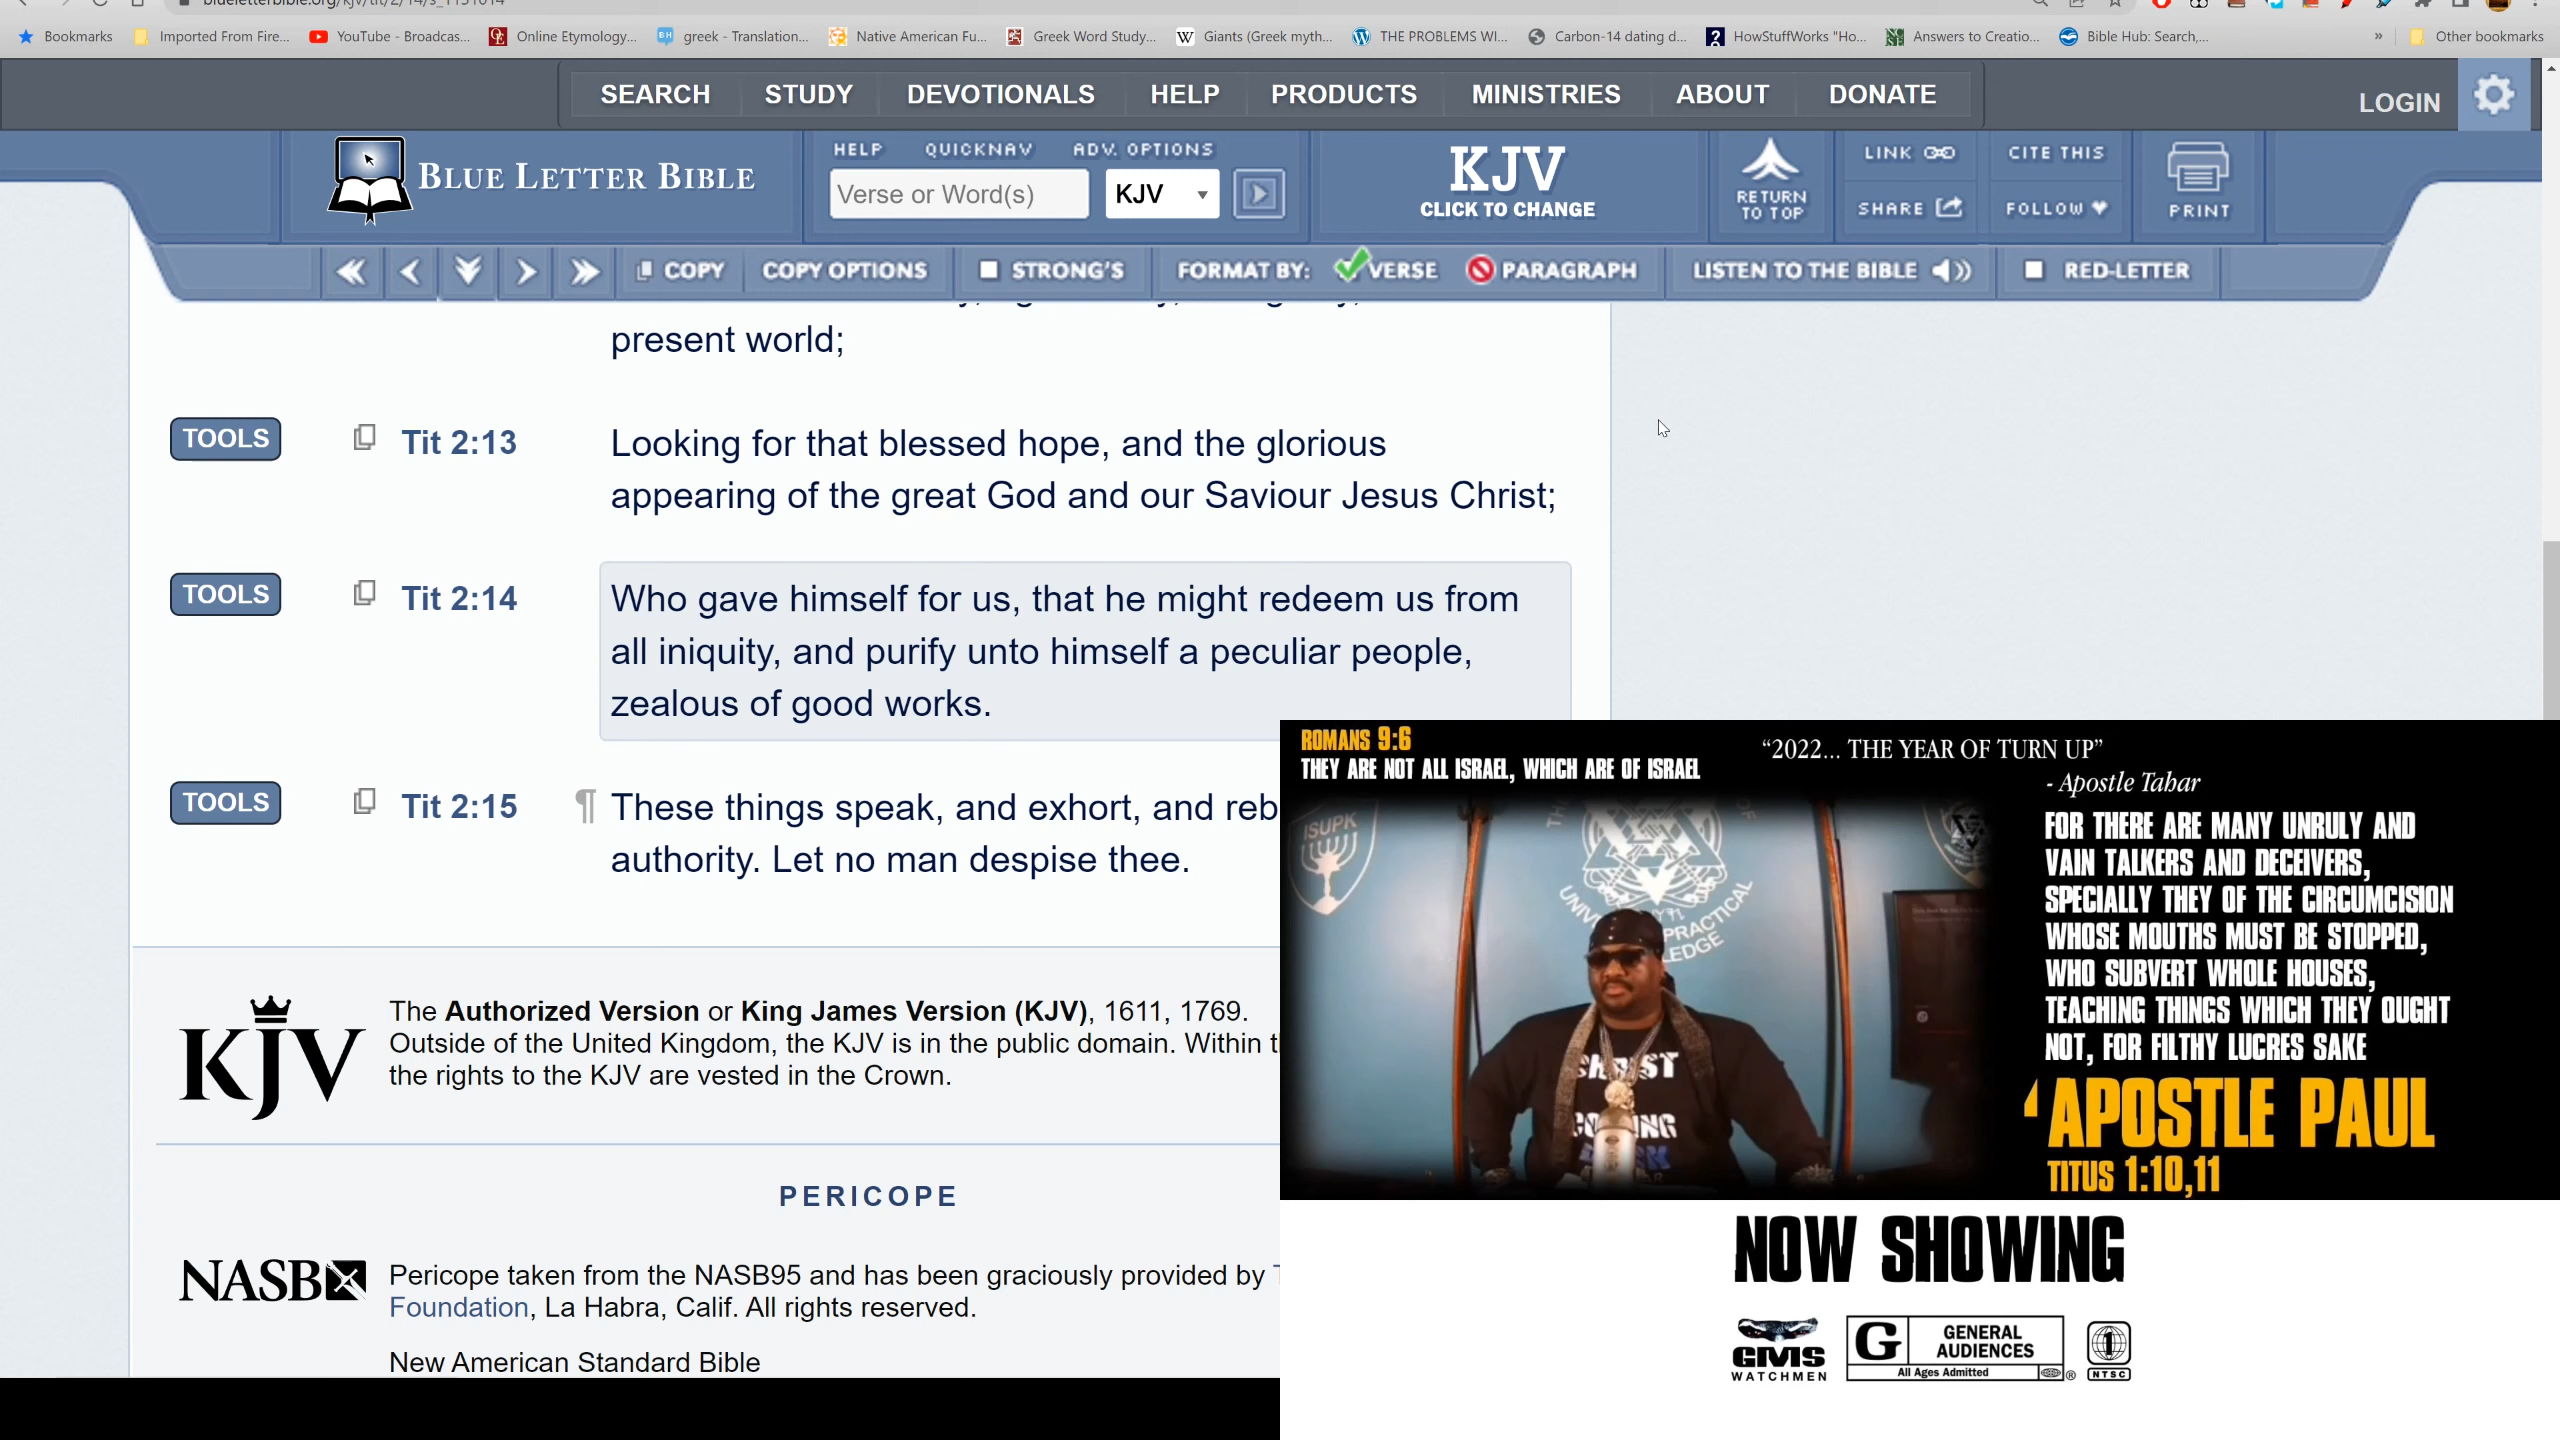 blueletterbible.org/kjv/tit/2/14/s_1131014
Bookmarks
Imported From Fire...
YouTube - Broadcas...
Online Etymology...
greek - Translation...
Native American Fu...
Greek Word Study...
Giants (Greek myth...
THE PROBLEMS WI...
Carbon-14 dating d...
HowStuffWorks "Ho...
Answers to Creatio...
Bible Hub: Search,...
»
Other bookmarks
SEARCH
STUDY
DEVOTIONALS
HELP
PRODUCTS
MINISTRIES
ABOUT
DONATE
LOGIN
BLUE LETTER BIBLE
HELP
QUICKNAV
ADV. OPTIONS
Verse or Word(s)
KJV
KJV
CLICK TO CHANGE
RETURN
TO TOP
LINK
CITE THIS
SHARE
FOLLOW
PRINT
COPY
COPY OPTIONS
STRONG'S
FORMAT BY:
VERSE
PARAGRAPH
LISTEN TO THE BIBLE
RED-LETTER
present world;
TOOLS
Tit 2:13
Looking for that blessed hope, and the glorious
appearing of the great God and our Saviour Jesus Christ;
TOOLS
Tit 2:14
Who gave himself for us, that he might redeem us from
all iniquity, and purify unto himself a peculiar people,
zealous of good works.
TOOLS
Tit 2:15
¶ These things speak, and exhort, and reb
authority. Let no man despise thee.
KJV
The Authorized Version or King James Version (KJV), 1611, 1769.
Outside of the United Kingdom, the KJV is in the public domain. Within t
the rights to the KJV are vested in the Crown.
PERICOPE
NASB
Pericope taken from the NASB95 and has been graciously provided by
Foundation, La Habra, Calif. All rights reserved.
New American Standard Bible
ROMANS 9:6
THEY ARE NOT ALL ISRAEL, WHICH ARE OF ISRAEL
"2022... THE YEAR OF TURN UP"
- Apostle Tahar
ISUPK
PRACTICAL
CHRIST
COMING
FOR THERE ARE MANY UNRULY AND
VAIN TALKERS AND DECEIVERS,
SPECIALLY THEY OF THE CIRCUMCISION
WHOSE MOUTHS MUST BE STOPPED,
WHO SUBVERT WHOLE HOUSES,
TEACHING THINGS WHICH THEY OUGHT
NOT, FOR FILTHY LUCRES SAKE
APOSTLE PAUL
TITUS 1:10,11
NOW SHOWING
GMS
WATCHMEN
G
GENERAL
AUDIENCES
All Ages Admitted
®
1
NTSC